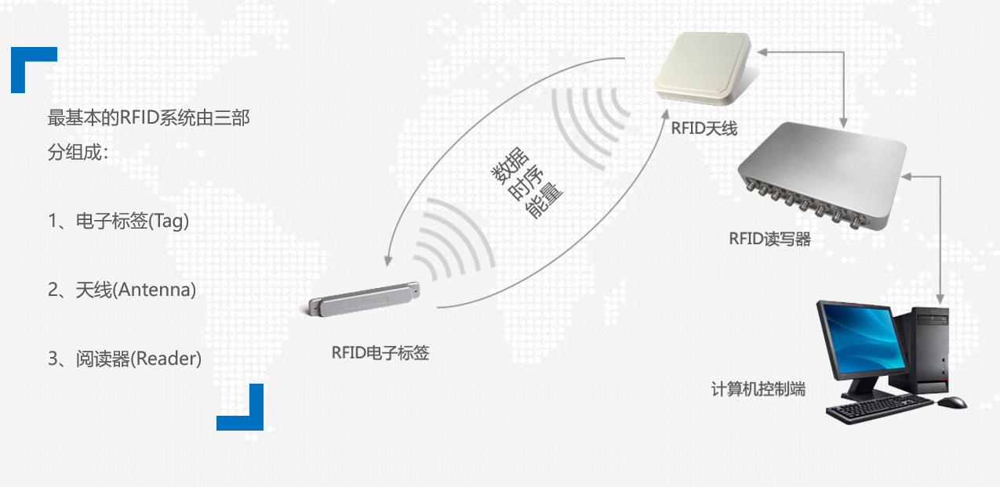 最基本的RFID系统由三部
分组成：
1、电子标签(Tag)
2、天线(Antenna)
3、阅读器(Reader)
数据
时序
能量
RFID天线
RFID读写器
RFID电子标签
计算机控制端